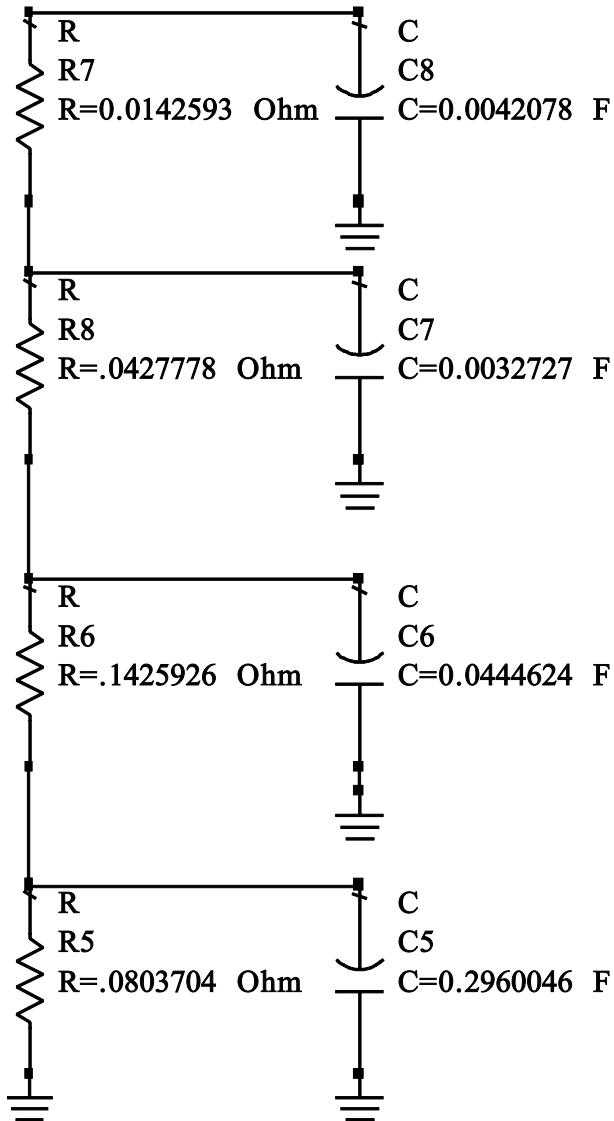 R
R7
R=0.0142593 Ohm
C
C8
C=0.0042078 F
R
R8
R=.0427778 Ohm
C
C7
C=0.0032727 F
R
R6
R=.1425926 Ohm
C
C6
C=0.0444624 F
R
R5
R=.0803704 Ohm
C
C5
C=0.2960046 F